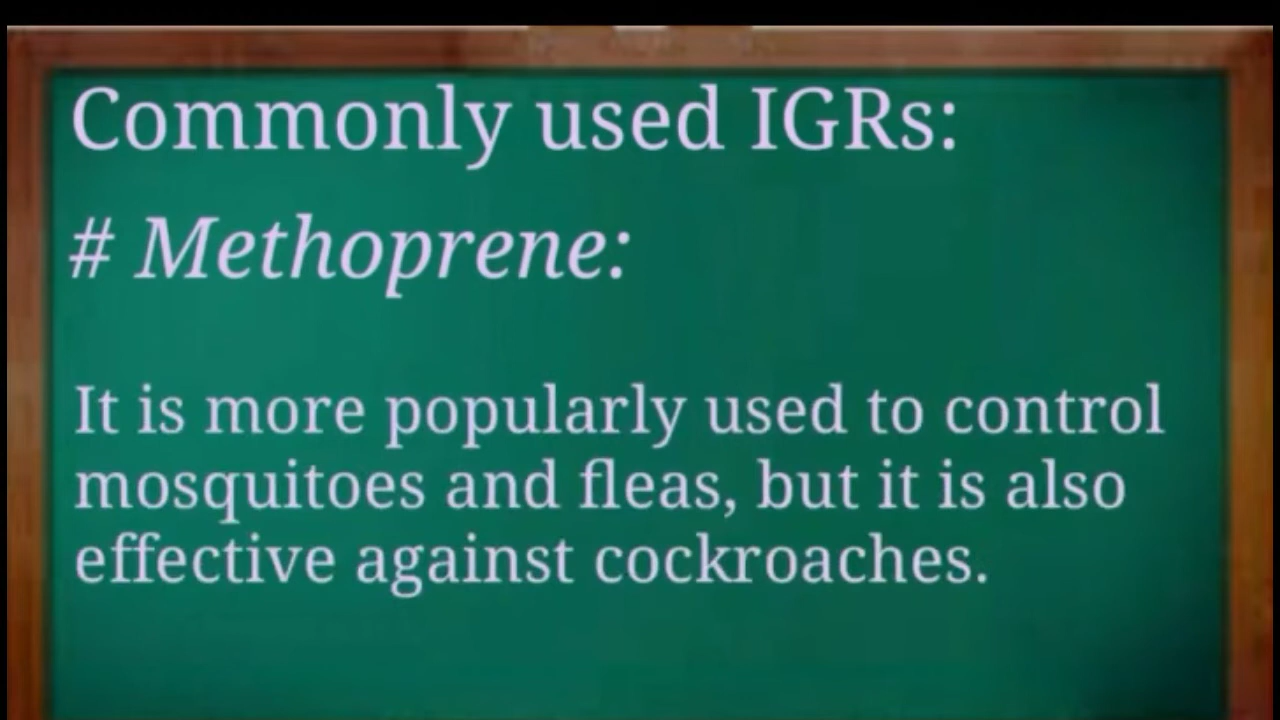 Commonly used IGRs:
# Methoprene:
It is more popularly used to control
mosquitoes and fleas, but it is also
effective against cockroaches.